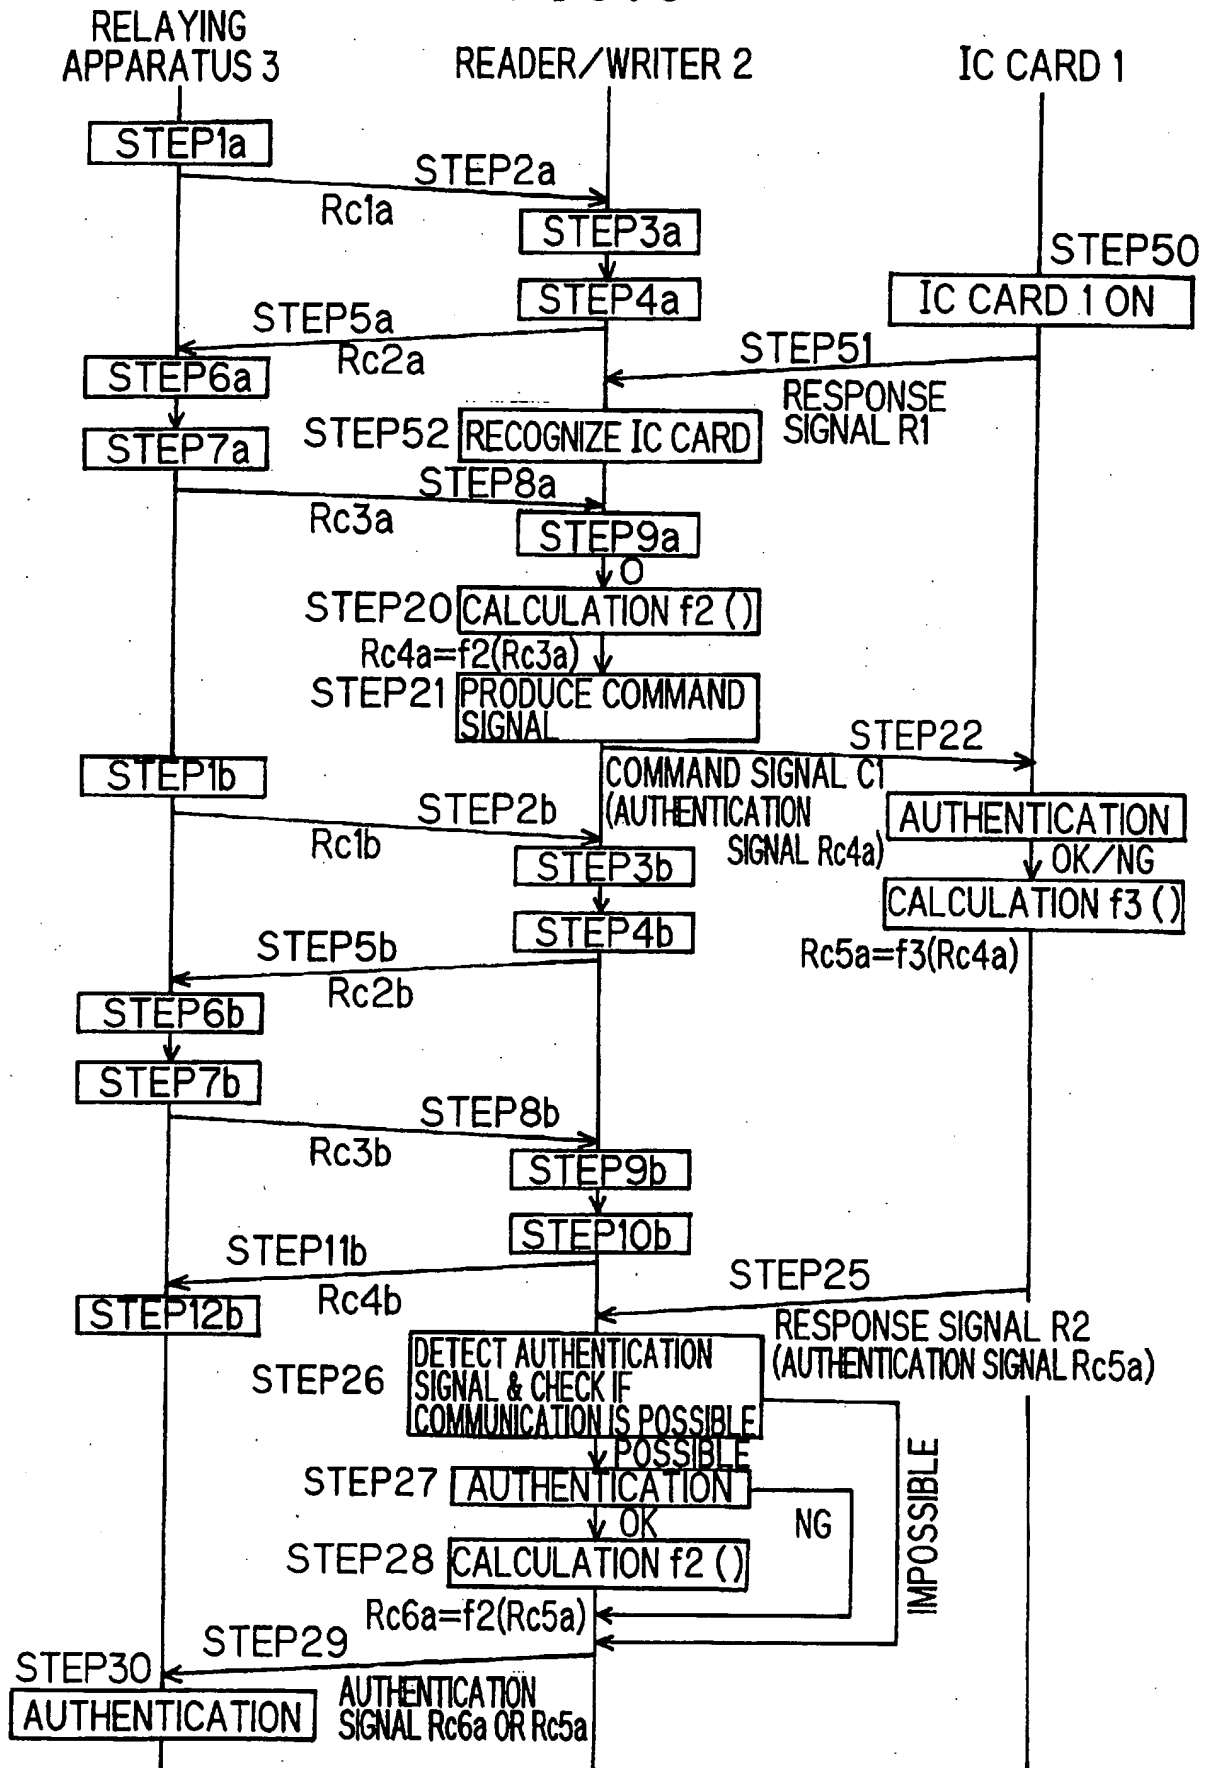 RELAYING
APPARATUS 3
READER/WRITER 2
IC CARD 1
STEP1a
STEP2a
Rc1a
STEP3a
STEP50
STEP4a
IC CARD 1 ON
STEP5a
Rc2a
STEP51
STEP6a
RESPONSE
SIGNAL R1
STEP52
RECOGNIZE IC CARD
STEP7a
STEP8a
Rc3a
STEP9a
O
STEP20
CALCULATION f2 ()
Rc4a=f2(Rc3a)
STEP21
PRODUCE COMMAND
SIGNAL
STEP22
STEP1b
COMMAND SIGNAL C1
(AUTHENTICATION
SIGNAL Rc4a)
STEP2b
Rc1b
AUTHENTICATION
OK/NG
STEP3b
CALCULATION f3 ()
STEP4b
Rc5a=f3(Rc4a)
STEP5b
Rc2b
STEP6b
STEP7b
STEP8b
Rc3b
STEP9b
STEP10b
STEP11b
Rc4b
STEP25
STEP12b
RESPONSE SIGNAL R2
(AUTHENTICATION SIGNAL Rc5a)
STEP26
DETECT AUTHENTICATION
SIGNAL & CHECK IF
COMMUNICATION IS POSSIBLE
POSSIBLE
IMPOSSIBLE
STEP27
AUTHENTICATION
OK
NG
STEP28
CALCULATION f2 ()
Rc6a=f2(Rc5a)
STEP29
STEP30
AUTHENTICATION
AUTHENTICATION
SIGNAL Rc6a OR Rc5a